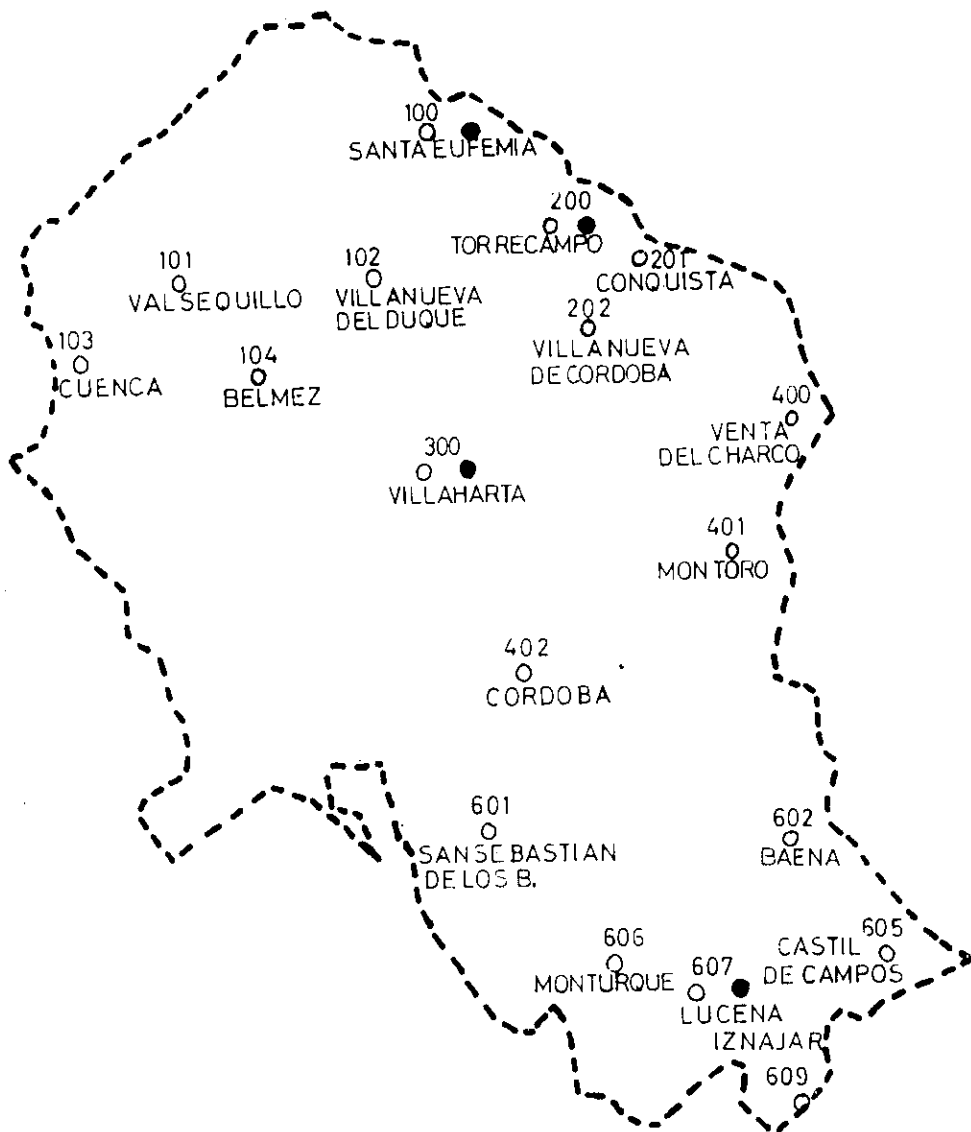 100
SANTA EUFEMIA
200
TORRECAMPO
201
CONQUISTA
101
VALSEQUILLO
102
VILLANUEVA
DEL DUQUE
202
VILLANUEVA
DE CORDOBA
103
CUENCA
104
BELMEZ
400
VENTA
DEL CHARCO
300
VILLAHARTA
401
MONTORO
402
CORDOBA
601
SAN SEBASTIAN
DE LOS B.
602
BAENA
605
CASTIL
DE CAMPOS
606
MONTURQUE
607
LUCENA
IZNAJAR
609